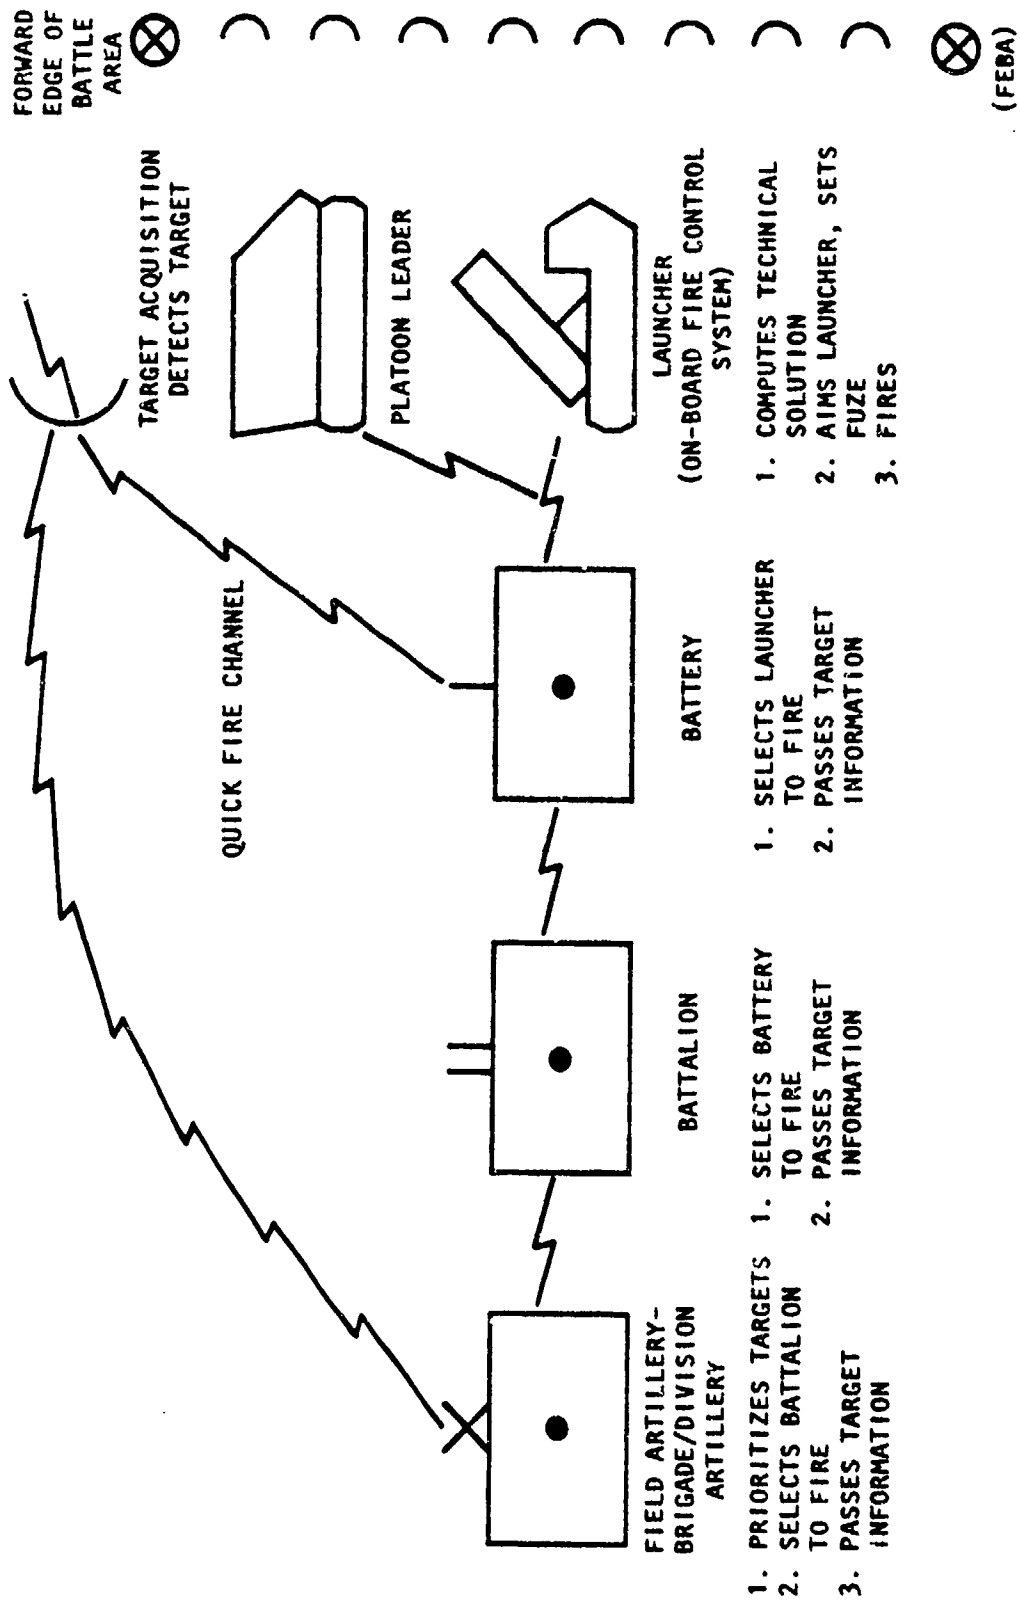 FORWARD
EDGE OF
BATTLE
AREA
(FEBA)
TARGET ACQUISITION
DETECTS TARGET
QUICK FIRE CHANNEL
PLATOON LEADER
LAUNCHER
(ON-BOARD FIRE CONTROL
SYSTEM)
1. COMPUTES TECHNICAL
SOLUTION
2. AIMS LAUNCHER, SETS
FUZE
3. FIRES
BATTERY
1. SELECTS LAUNCHER
TO FIRE
2. PASSES TARGET
INFORMATION
BATTALION
1. SELECTS BATTERY
TO FIRE
2. PASSES TARGET
INFORMATION
FIELD ARTILLERY-
BRIGADE/DIVISION
ARTILLERY
1. PRIORITIZES TARGETS
2. SELECTS BATTALION
TO FIRE
3. PASSES TARGET
INFORMATION